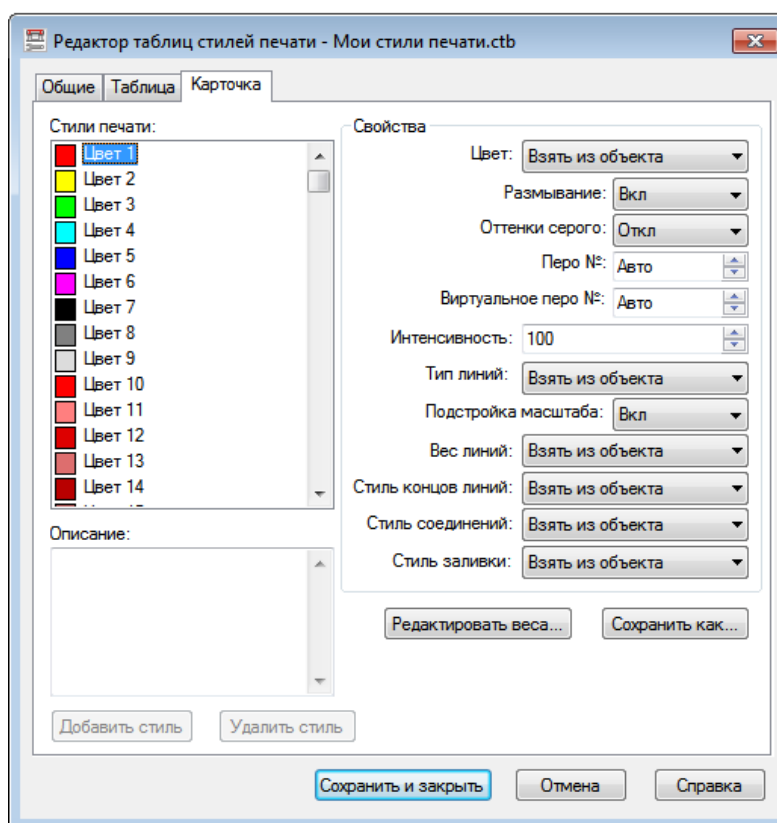 Редактор таблиц стилей печати - Мои стили печати.ctb
Общие Таблица Карточка
Стили печати:
Цвет 1
Цвет 2
Цвет 3
Цвет 4
Цвет 5
Цвет 6
Цвет 7
Цвет 8
Цвет 9
Цвет 10
Цвет 11
Цвет 12
Цвет 13
Цвет 14
Описание:
Добавить стиль Удалить стиль
Свойства
Цвет: Взять из объекта
Размывание: Вкл
Оттенки серого: Откл
Перо №: Авто
Виртуальное перо №: Авто
Интенсивность: 100
Тип линий: Взять из объекта
Подстройка масштаба: Вкл
Вес линий: Взять из объекта
Стиль концов линий: Взять из объекта
Стиль соединений: Взять из объекта
Стиль заливки: Взять из объекта
Редактировать веса... Сохранить как...
Сохранить и закрыть Отмена Справка